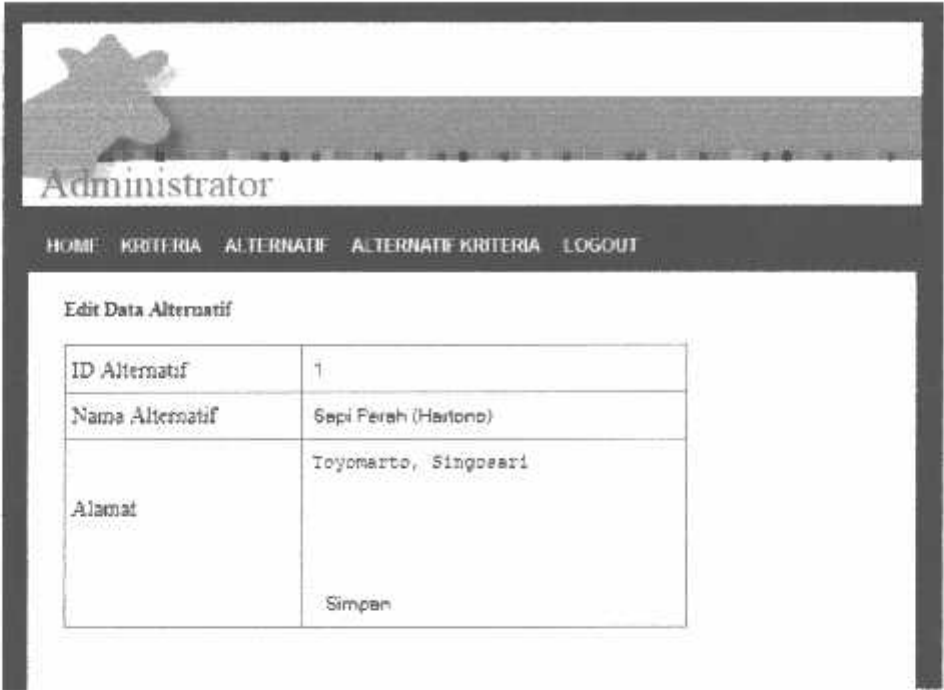 Administrator
HOME KRITERIA ALTERNATIF ALTERNATIF KRITERIA LOGOUT
Edit Data Alternatif
ID Alternatif 1
Nama Alternatif Sapi Perah (Hartono)
Toyomarto, Singosari
Alamat
Simpan